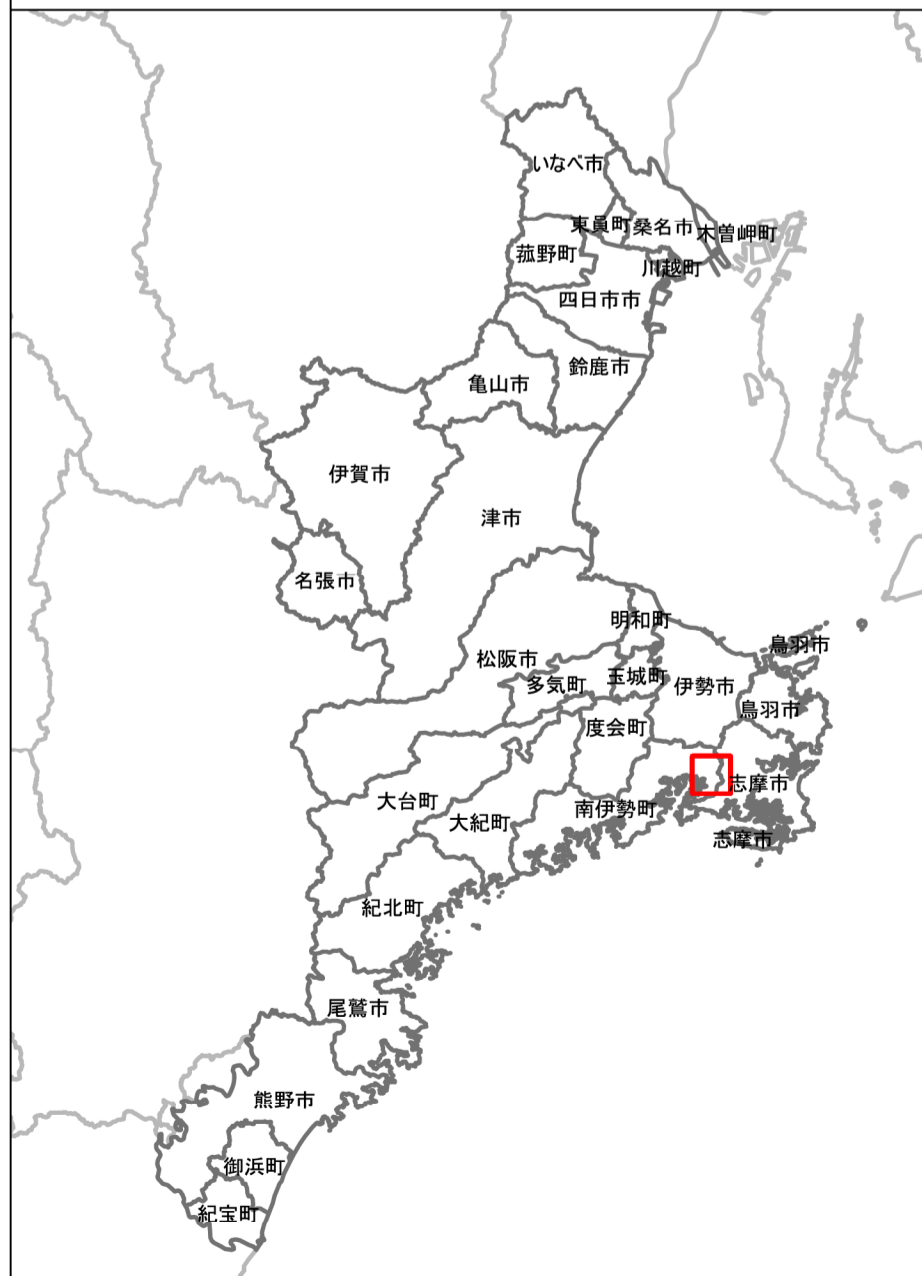 いなべ市
東員町
桑名市
木曽岬町
菰野町
川越町
四日市市
鈴鹿市
亀山市
伊賀市
津市
名張市
明和町
鳥羽市
松阪市
玉城町
多気町
伊勢市
鳥羽市
度会町
志摩市
大台町
南伊勢町
大紀町
志摩市
紀北町
尾鷲市
熊野市
御浜町
紀宝町